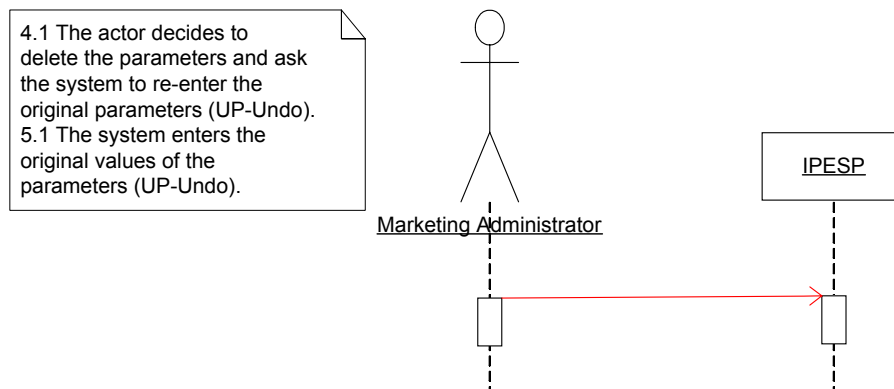 4.1 The actor decides to
delete the parameters and ask
the system to re-enter the
original parameters (UP-Undo).
5.1 The system enters the
original values of the
parameters (UP-Undo).
Marketing Administrator
IPESP